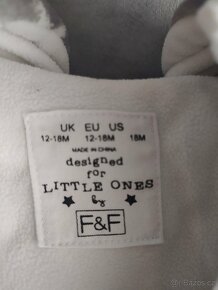 UK EU US
12-18M 12-18M 18M
MADE IN CHINA
designed
for
LITTLE ONES
by
F&F